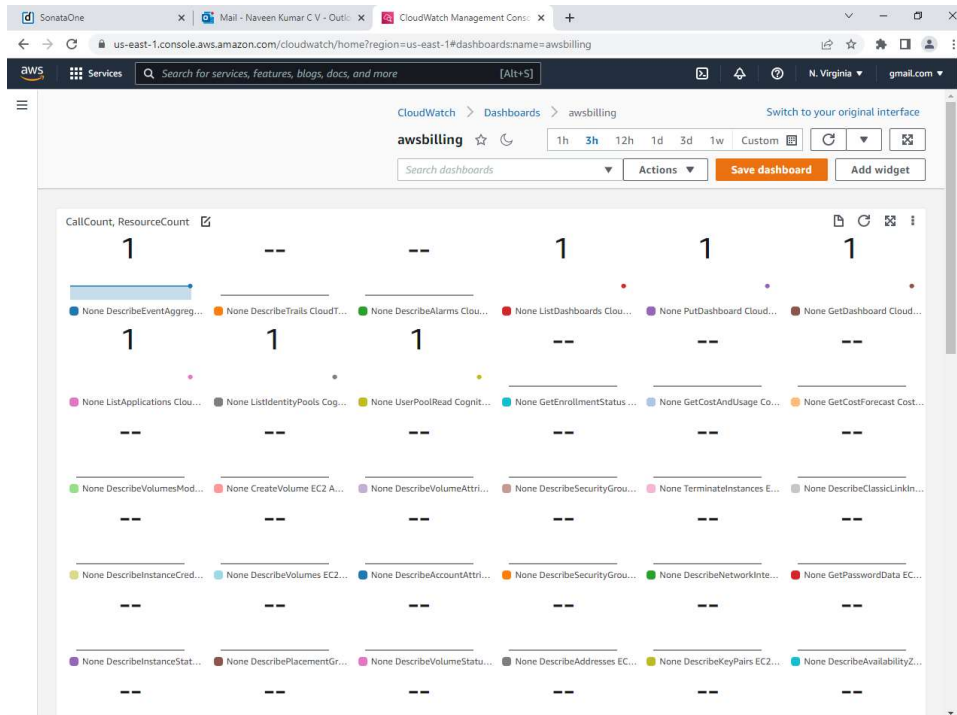 SonataOne
Mail - Naveen Kumar C V - Outlo
CloudWatch Management Conso
us-east-1.console.aws.amazon.com/cloudwatch/home?region=us-east-1#dashboards:name=awsbilling
aws Services Search for services, features, blogs, docs, and more [Alt+S] N. Virginia gmail.com
CloudWatch > Dashboards > awsbilling Switch to your original interface
awsbilling 1h 3h 12h 1d 3d 1w Custom
Search dashboards Actions Save dashboard Add widget
CallCount, ResourceCount
1 -- -- 1 1 1
None DescribeEventAggreg... None DescribeTrails CloudT... None DescribeAlarms Clou... None ListDashboards Clou... None PutDashboard Cloud... None GetDashboard Cloud...
1 1 1 -- -- --
None ListApplications Clou... None ListIdentityPools Cog... None UserPoolRead Cognit... None GetEnrollmentStatus ... None GetCostAndUsage Co... None GetCostForecast Cost...
-- -- -- -- -- --
None DescribeVolumesMod... None CreateVolume EC2 A... None DescribeVolumeAttri... None DescribeSecurityGrou... None TerminateInstances E... None DescribeClassicLinkIn...
-- -- -- -- -- --
None DescribeInstanceCred... None DescribeVolumes EC2... None DescribeAccountAttri... None DescribeSecurityGrou... None DescribeNetworkInte... None GetPasswordData EC...
-- -- -- -- -- --
None DescribeInstanceStat... None DescribePlacementGr... None DescribeVolumeStatu... None DescribeAddresses EC... None DescribeKeyPairs EC2... None DescribeAvailabilityZ...
-- -- -- -- -- --